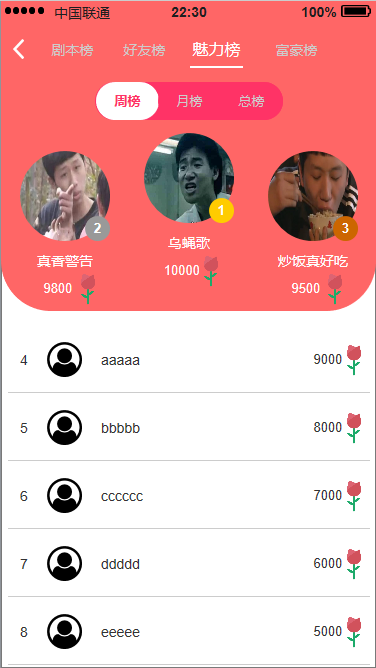 中国联通 22:30 100%
剧本榜 好友榜 魅力榜 富豪榜
周榜 月榜 总榜
1
2 3
乌蝇歌
真香警告 炒饭真好吃
10000
9800 9500
4 aaaaa 9000
5 bbbbb 8000
6 cccccc 7000
7 ddddd 6000
8 eeeee 5000